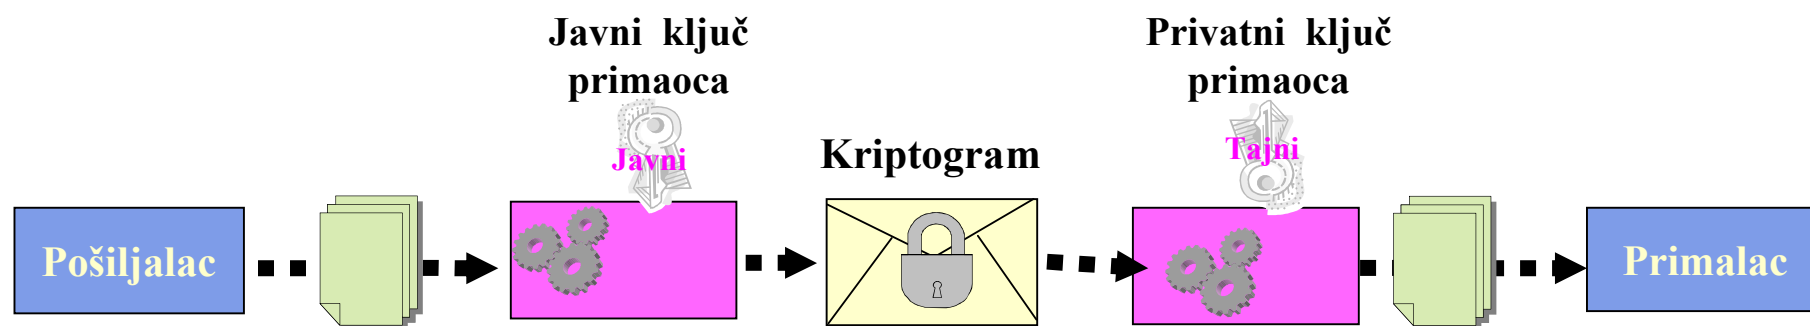 Javni ključ
primaoca
Privatni ključ
primaoca
Javni
Kriptogram
Tajni
Pošiljalac
Primalac